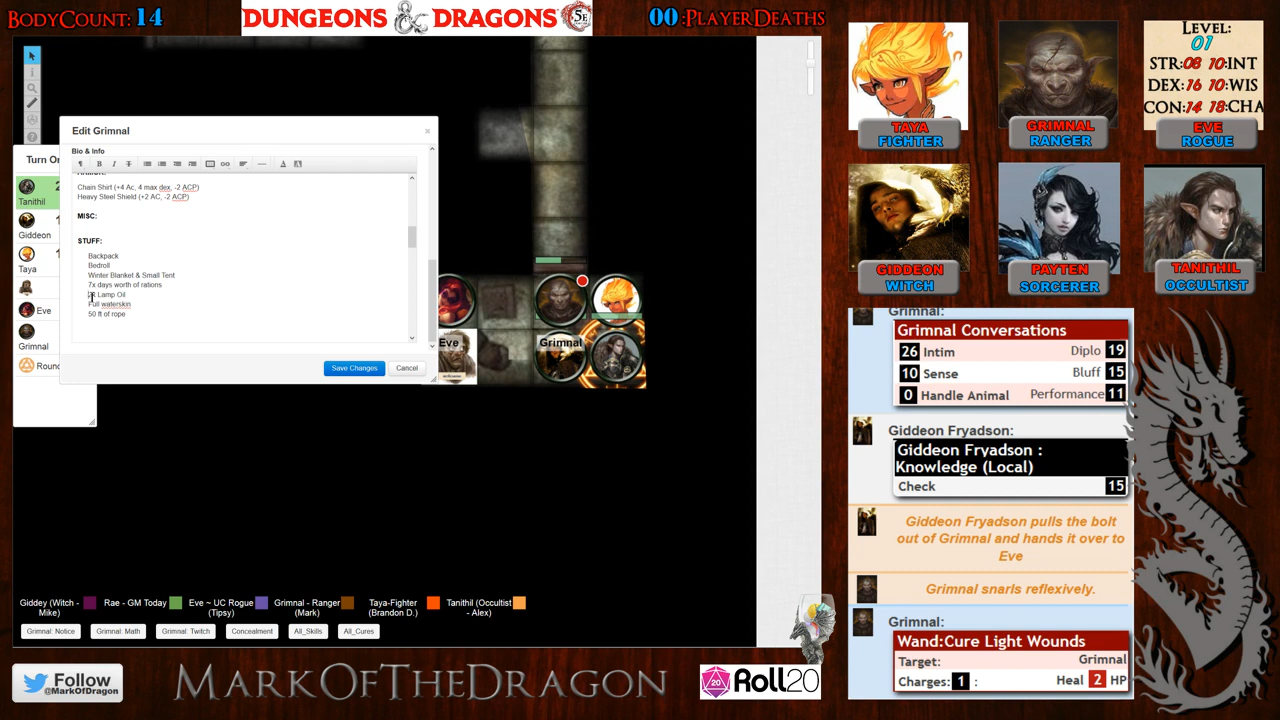 BodyCount: 14
DUNGEONS & DRAGONS 5E
00 :PlayerDeaths
Edit Grimnal
×
Bio & Info
Chain Shirt (+4 Ac, 4 max dex, -2 ACP)
Heavy Steel Shield (+2 AC, -2 ACP)
MISC:
STUFF:
Backpack
Bedroll
Winter Blanket & Small Tent
7x days worth of rations
Lamp Oil
Full waterskin
50 ft of rope
Save Changes
Cancel
Turn Or
Tanithil
Giddeon
Taya
Eve
Grimnal
Round
Eve
Grimnal
Giddey (Witch - Mike)
Rae - GM Today
Eve ~ UC Rogue (Tipsy)
Grimnal - Ranger (Mark)
Taya-Fighter (Brandon D.)
Tanithil (Occultist - Alex)
Grimnal: Notice
Grimnal: Math
Grimnal: Twitch
Concealment
All_Skills
All_Cures
Follow
@MarkOfDragon
MarkOfTheDragon
20
Roll20
Taya
Fighter
Grimnal
Ranger
Level:
01
STR:08 10:INT
DEX:16 10:WIS
CON:14 18:CHA
Eve
Rogue
Giddeon
Witch
Payten
Sorcerer
Tanithil
Occultist
Grimnal:
Grimnal Conversations
26 Intim Diplo 19
10 Sense Bluff 15
0 Handle Animal Performance 11
Giddeon Fryadson:
Giddeon Fryadson :
Knowledge (Local)
Check 15
Giddeon Fryadson pulls the bolt
out of Grimnal and hands it over to
Eve
Grimnal snarls reflexively.
Grimnal:
Wand:Cure Light Wounds
Target: Grimnal
Charges: 1 : Heal 2 HP